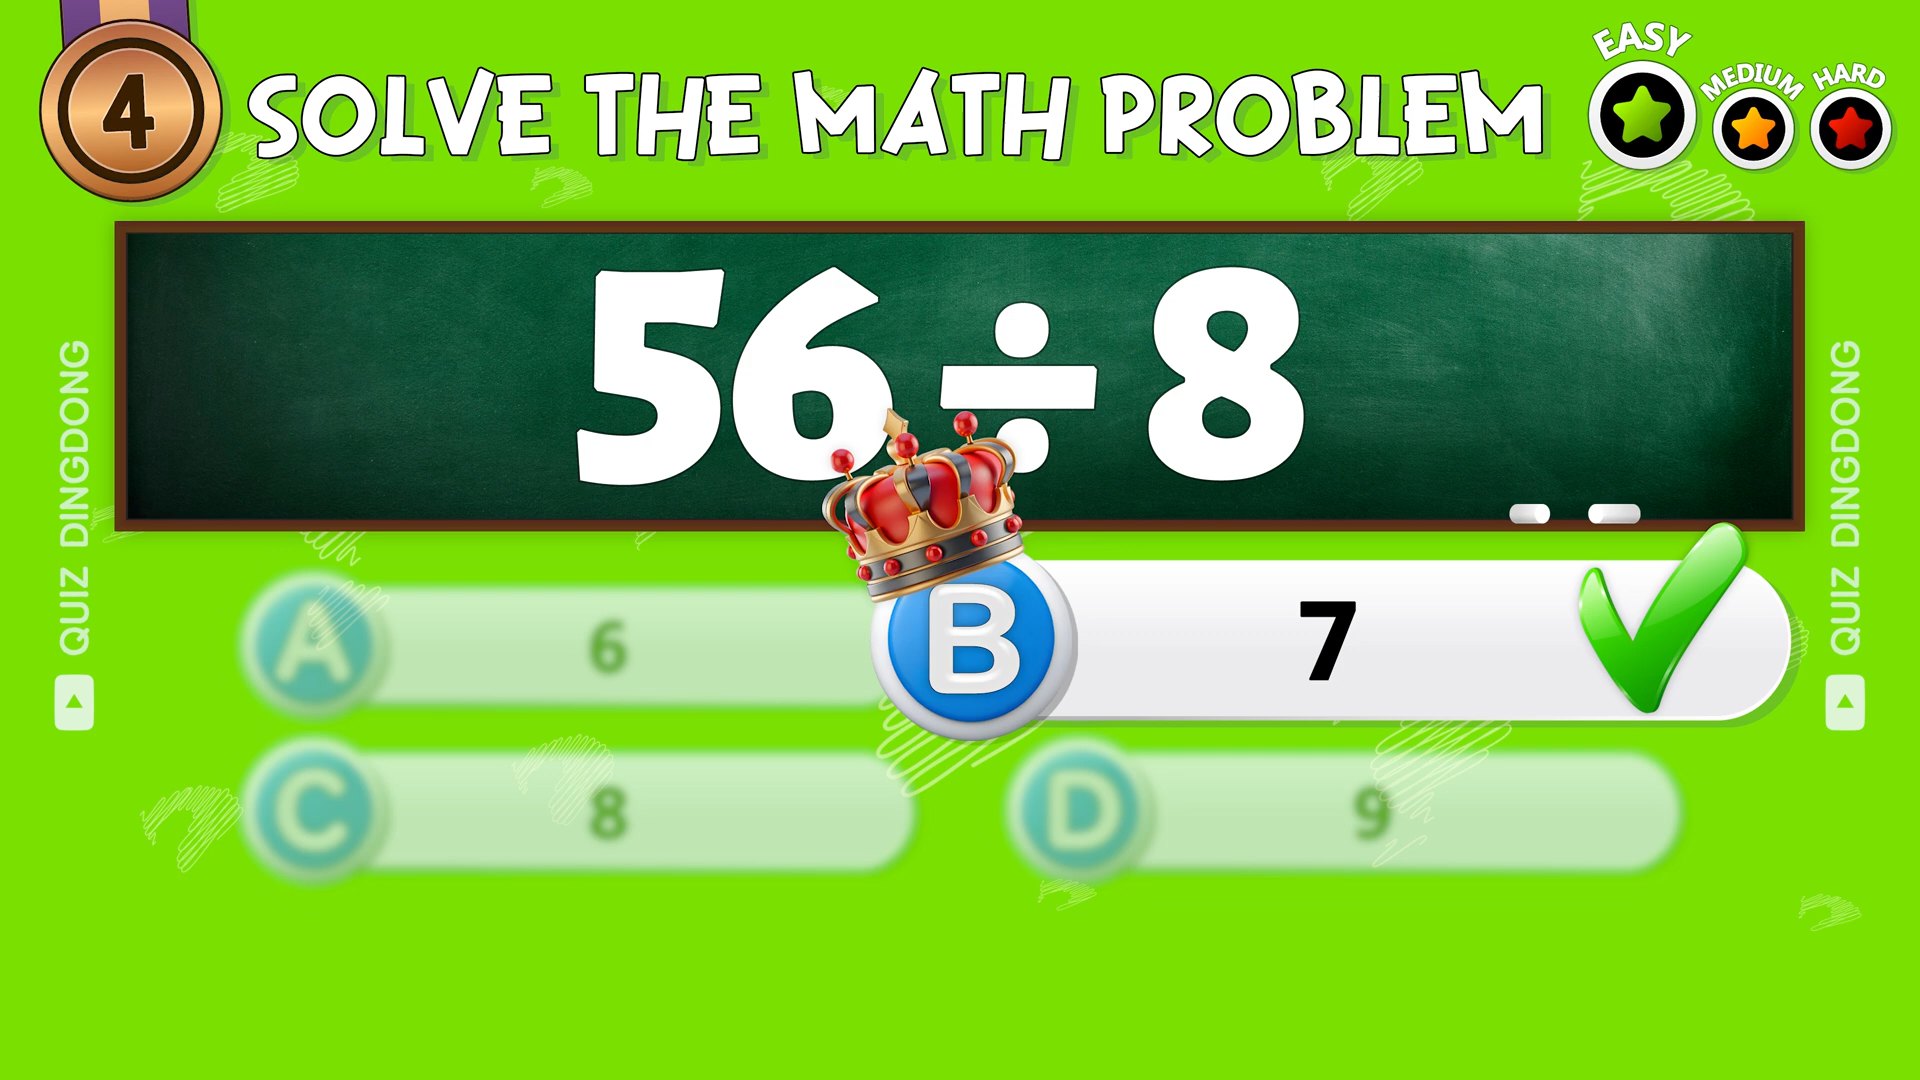 4
SOLVE THE MATH PROBLEM
EASY
MEDIUM
HARD
56÷8
A 6
B 7
C 8
D 9
QUIZ DINGDONG
QUIZ DINGDONG